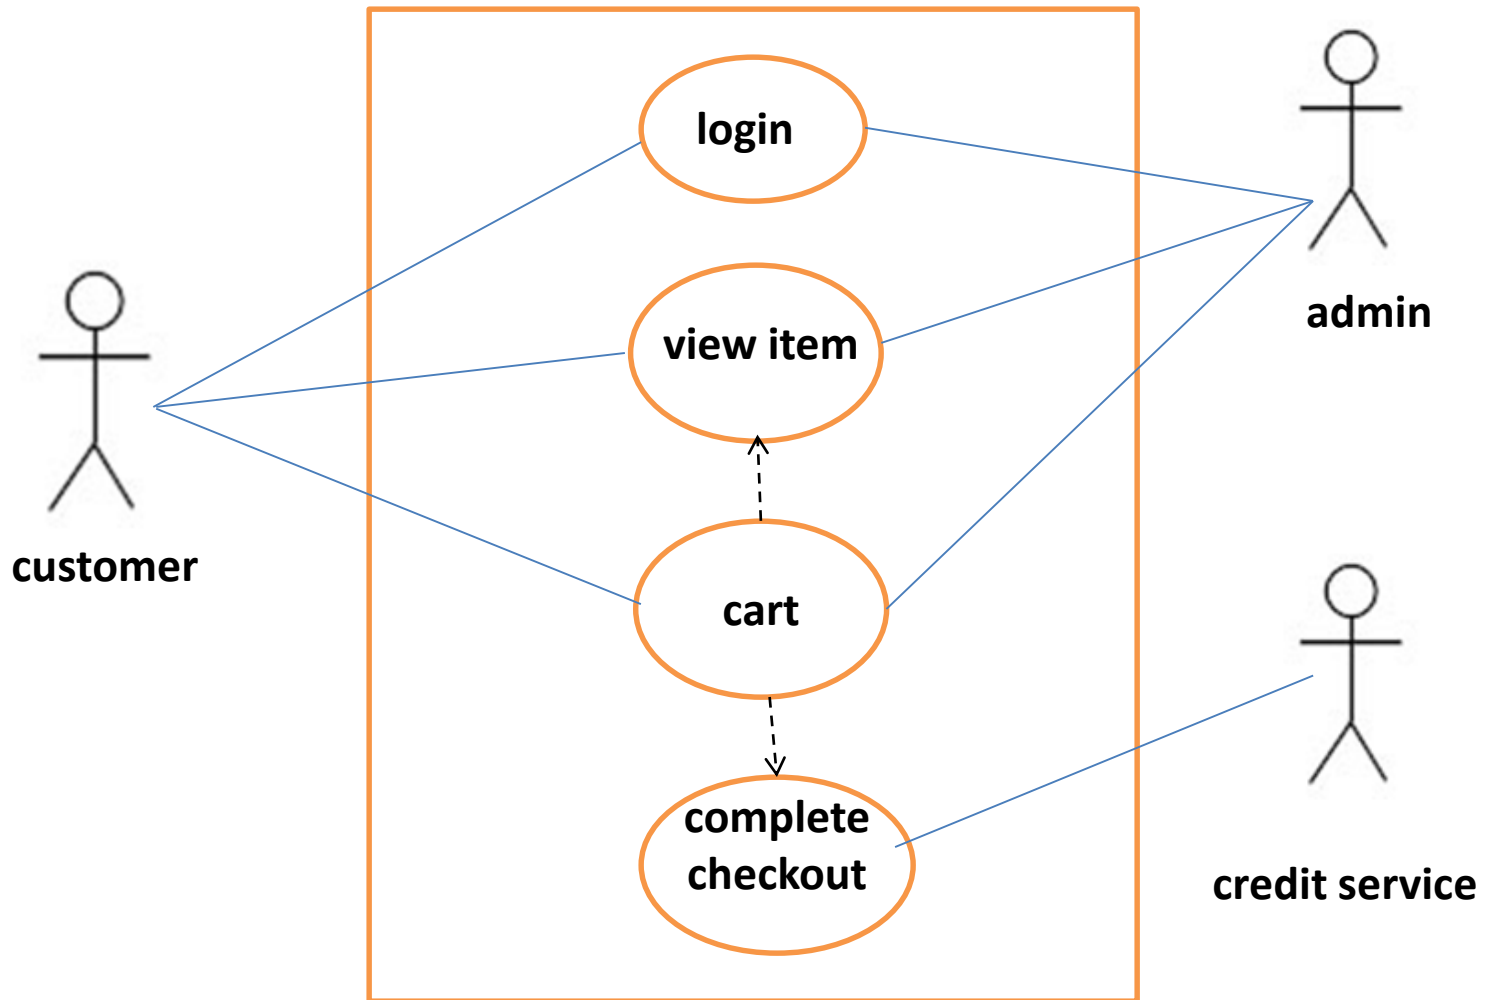 login
view item
admin
customer
cart
complete
checkout
credit service